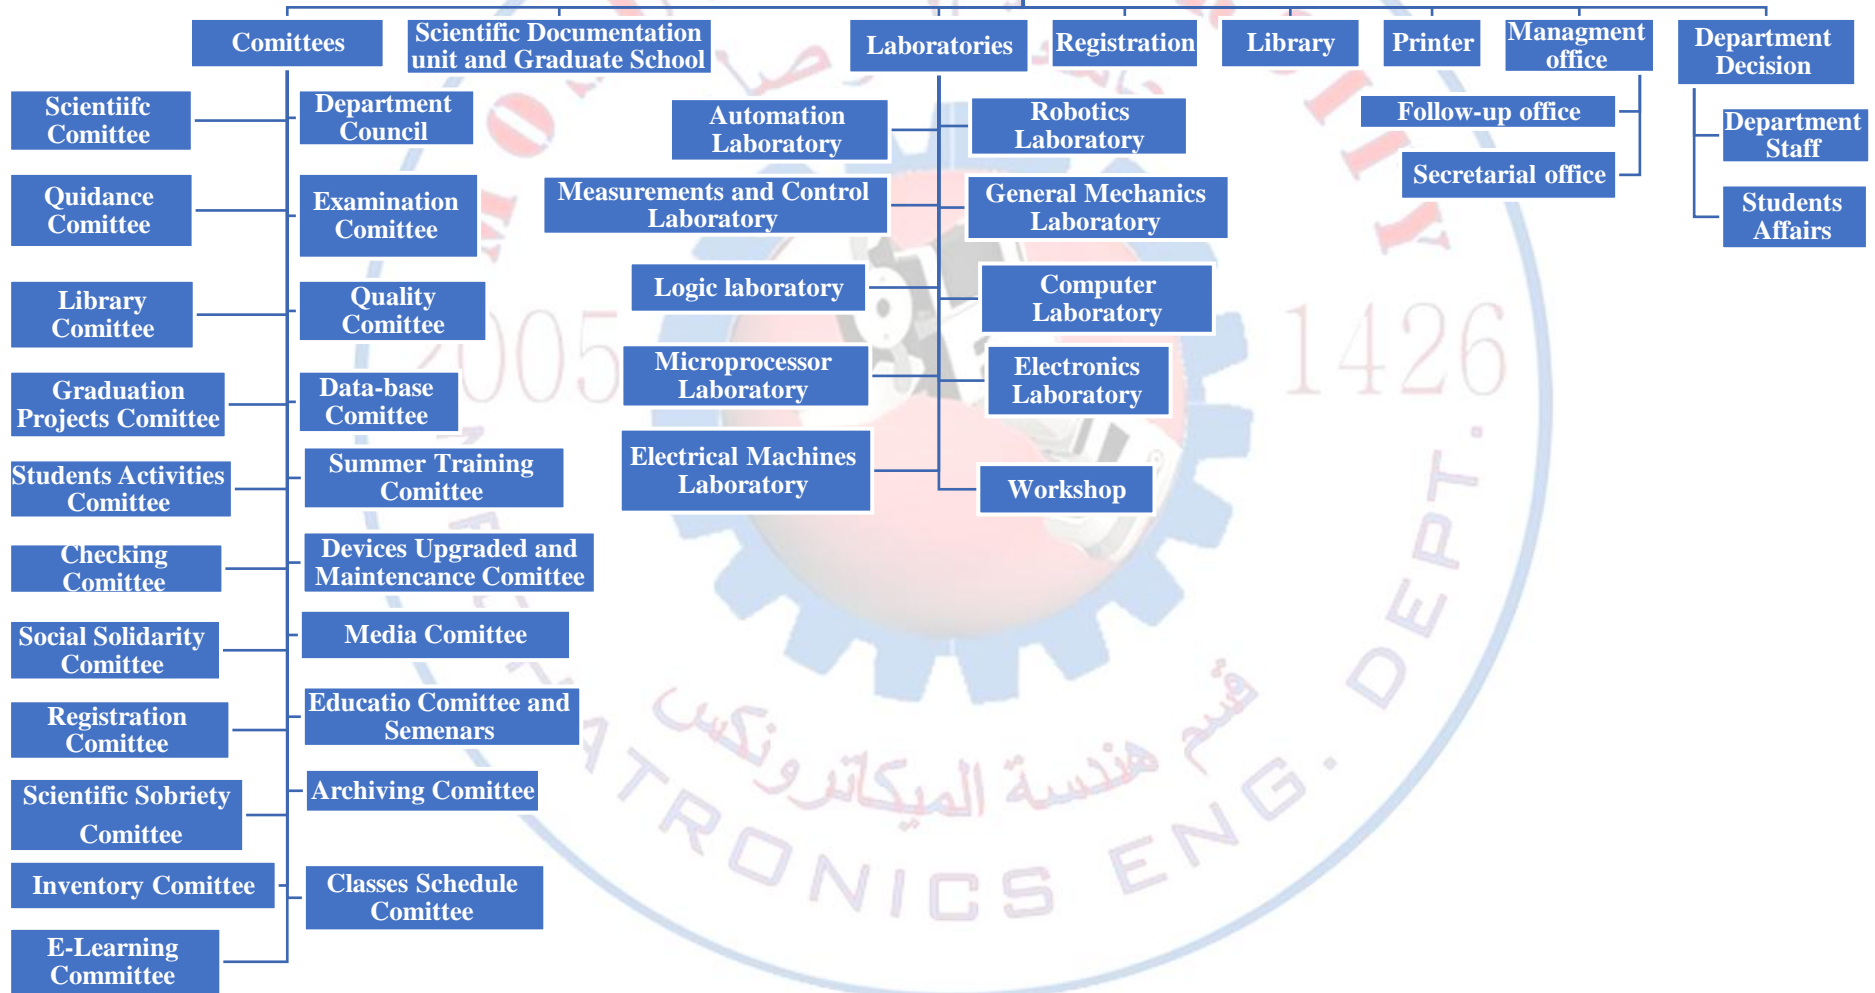 Comittees
Scientific Documentation
unit and Graduate School
Laboratories
Registration
Library
Printer
Managment
office
Department
Decision
Scientiifc
Comittee
Department
Council
Quidance
Comittee
Examination
Comittee
Library
Comittee
Quality
Comittee
Graduation
Projects Comittee
Data-base
Comittee
Students Activities
Comittee
Summer Training
Comittee
Checking
Comittee
Devices Upgraded and
Maintencance Comittee
Social Solidarity
Comittee
Media Comittee
Registration
Comittee
Educatio Comittee and
Semenars
Scientific Sobriety
Comittee
Archiving Comittee
Inventory Comittee
Classes Schedule
Comittee
E-Learning
Committee
Automation
Laboratory
Robotics
Laboratory
Measurements and Control
Laboratory
General Mechanics
Laboratory
Logic laboratory
Computer
Laboratory
Microprocessor
Laboratory
Electronics
Laboratory
Electrical Machines
Laboratory
Workshop
Follow-up office
Secretarial office
Department
Staff
Students
Affairs
2005
1426
قسم هندسة الميكاترونكس
ATRONICS ENG. DEPT.